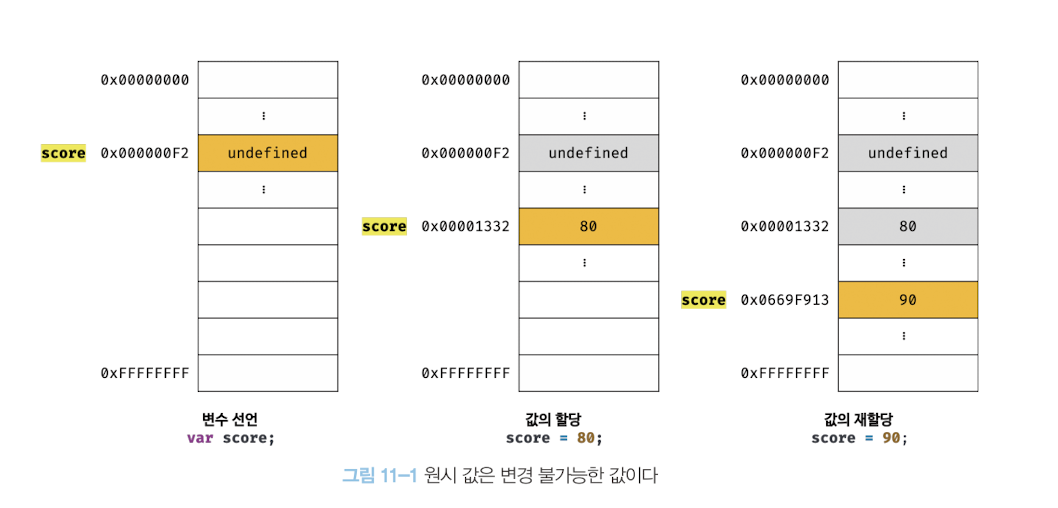 0x00000000
⋮
score 0x000000F2 undefined
⋮
0xFFFFFFFF
변수 선언
var score;
0x00000000
⋮
0x000000F2 undefined
⋮
score 0x00001332 80
⋮
0xFFFFFFFF
값의 할당
score = 80;
0x00000000
⋮
0x000000F2 undefined
⋮
0x00001332 80
⋮
score 0x0669F913 90
⋮
0xFFFFFFFF
값의 재할당
score = 90;
그림 11-1 원시 값은 변경 불가능한 값이다